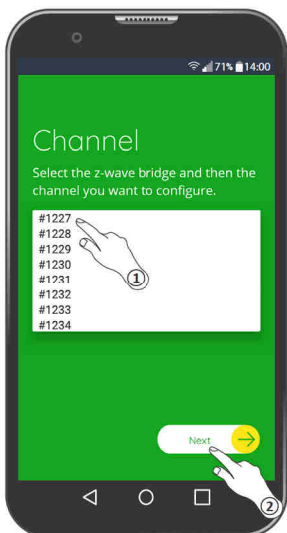 71% 14:00
Channel
Select the z-wave bridge and then the
channel you want to configure.
#1227
#1228
#1229
#1230
#1231
#1232
#1233
#1234
1
Next
2